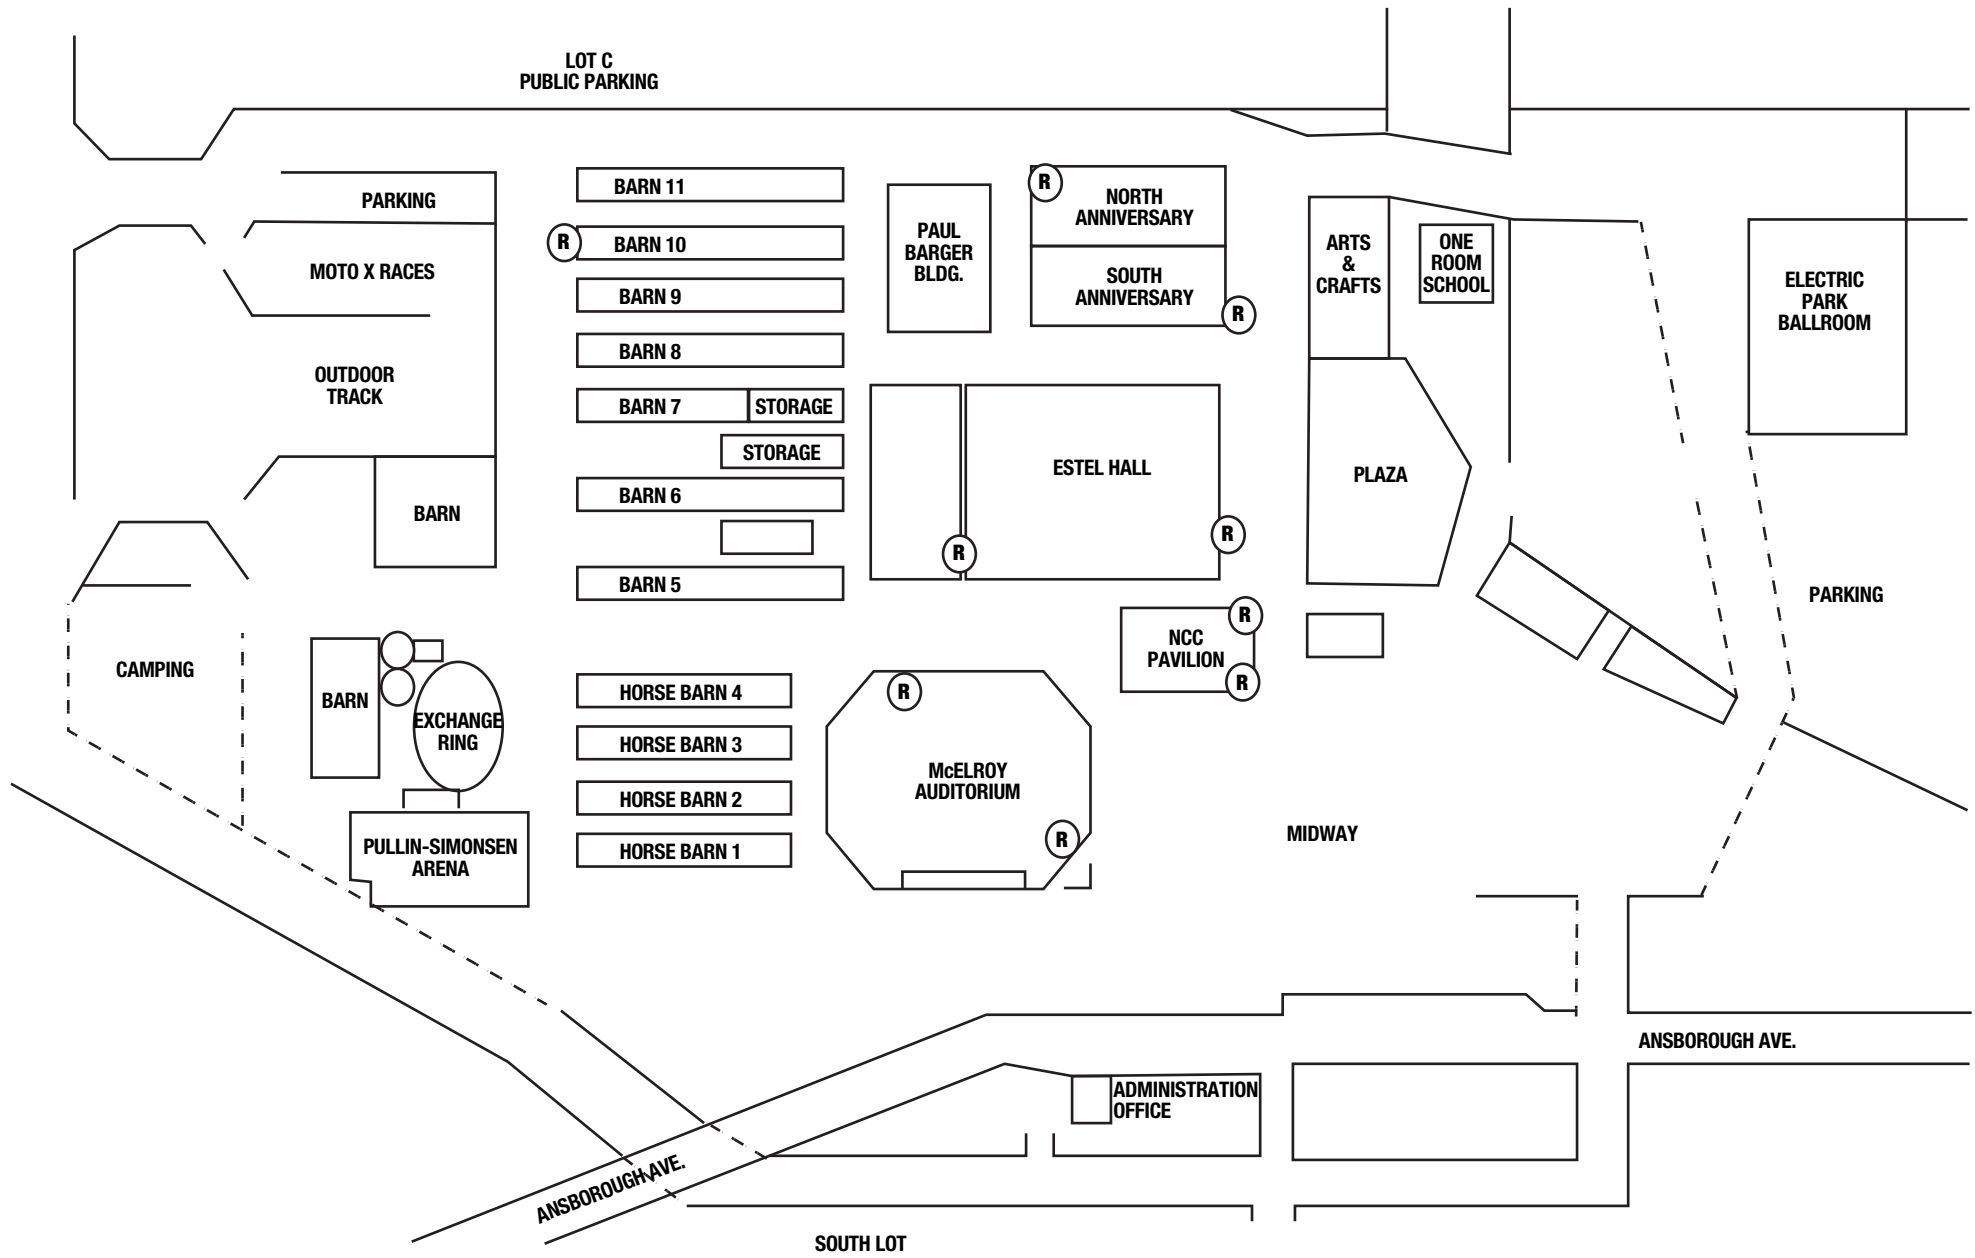 LOT C
PUBLIC PARKING
PARKING
MOTO X RACES
OUTDOOR
TRACK
BARN
CAMPING
BARN
EXCHANGE
RING
PULLIN-SIMONSEN
ARENA
BARN 11
R
BARN 10
BARN 9
BARN 8
BARN 7
STORAGE
STORAGE
BARN 6
BARN 5
HORSE BARN 4
HORSE BARN 3
HORSE BARN 2
HORSE BARN 1
PAUL
BARGER
BLDG.
R
NORTH
ANNIVERSARY
SOUTH
ANNIVERSARY
R
ESTEL HALL
R
R
NCC
PAVILION
R
R
R
McELROY
AUDITORIUM
R
ARTS
&
CRAFTS
ONE
ROOM
SCHOOL
PLAZA
ELECTRIC
PARK
BALLROOM
PARKING
MIDWAY
ANSBOROUGH AVE.
ADMINISTRATION
OFFICE
ANSBOROUGH AVE.
SOUTH LOT